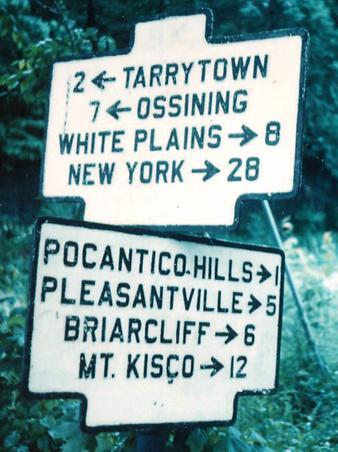 2 ← TARRYTOWN
7 ← OSSINING
WHITE PLAINS → 8
NEW YORK → 28
POCANTICO HILLS → 1
PLEASANTVILLE → 5
BRIARCLIFF → 6
MT. KISCO → 12